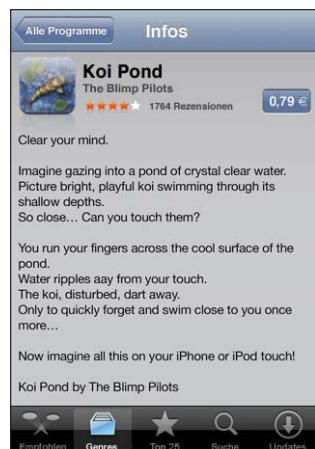 Alle Programme
Infos
Koi Pond
The Blimp Pilots
1764 Rezensionen
0,79 €
Clear your mind.
Imagine gazing into a pond of crystal clear water.
Picture bright, playful koi swimming through its
shallow depths.
So close... Can you touch them?
You run your fingers across the cool surface of the
pond.
Water ripples aay from your touch.
The koi, disturbed, dart away.
Only to quickly forget and swim close to you once
more...
Now imagine all this on your iPhone or iPod touch!
Koi Pond by The Blimp Pilots
Empfohlen
Genres
Top 25
Suche
Updates